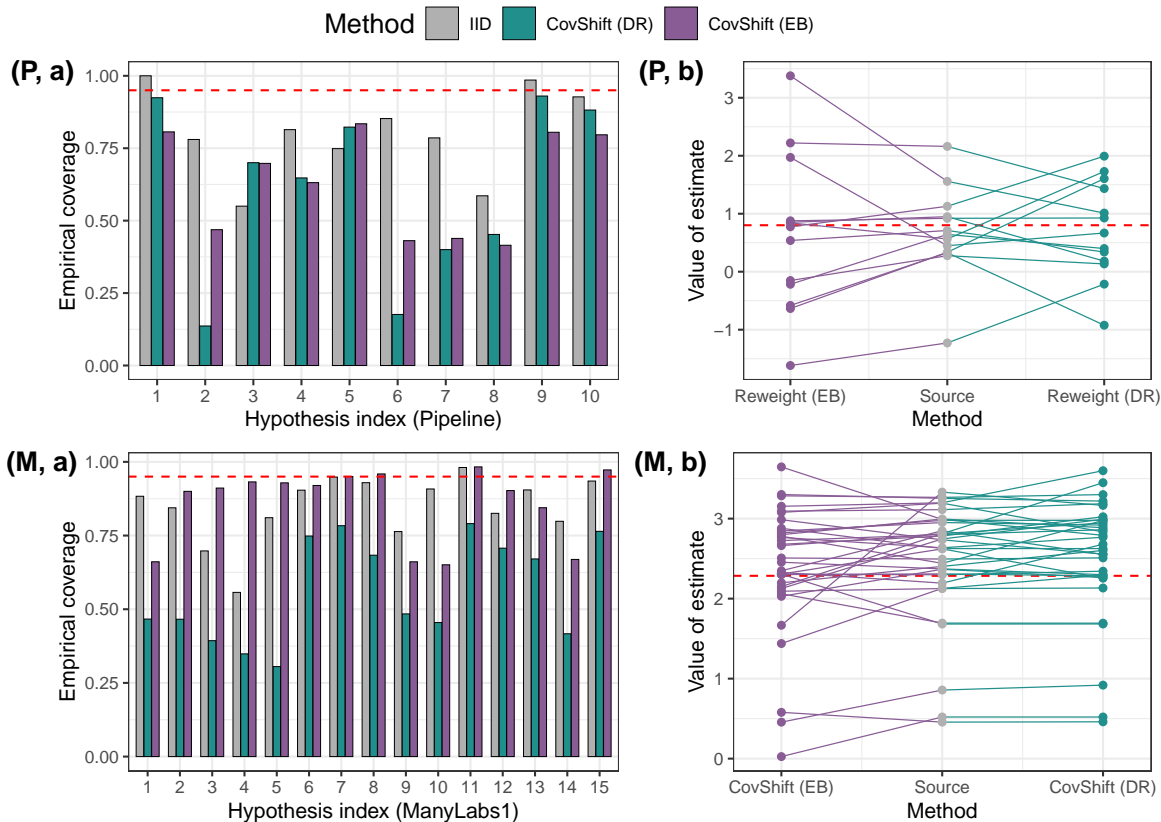 Method IID CovShift (DR) CovShift (EB)
(P, a)
Empirical coverage
1.00
0.75
0.50
0.25
0.00
1 2 3 4 5 6 7 8 9 10
Hypothesis index (Pipeline)
(P, b)
Value of estimate
3
2
1
0
−1
Reweight (EB) Source Reweight (DR)
Method
(M, a)
Empirical coverage
1.00
0.75
0.50
0.25
0.00
1 2 3 4 5 6 7 8 9 10 11 12 13 14 15
Hypothesis index (ManyLabs1)
(M, b)
Value of estimate
3
2
1
0
CovShift (EB) Source CovShift (DR)
Method